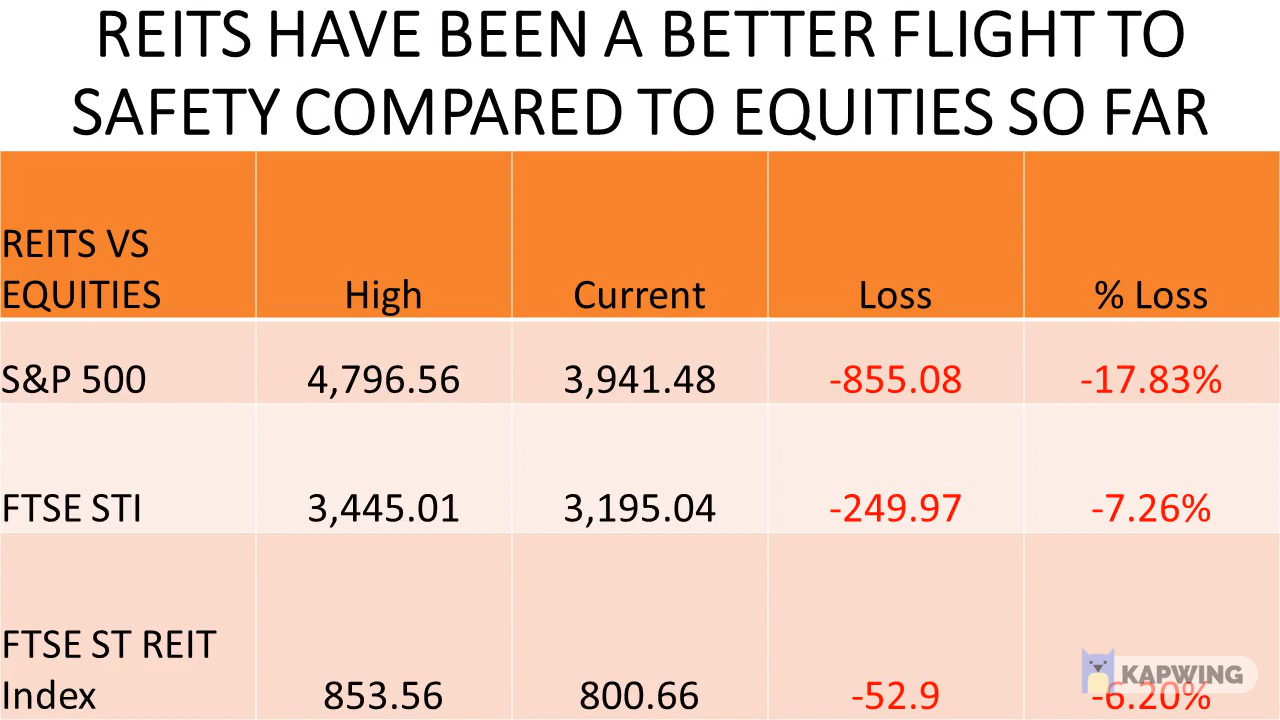 REITS HAVE BEEN A BETTER FLIGHT TO
SAFETY COMPARED TO EQUITIES SO FAR
REITS VS
EQUITIES High Current Loss % Loss
S&P 500 4,796.56 3,941.48 -855.08 -17.83%
FTSE STI 3,445.01 3,195.04 -249.97 -7.26%
FTSE ST REIT
Index 853.56 800.66 -52.9 -6.20%
KAPWING